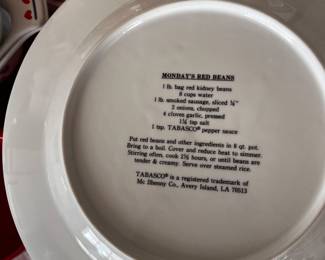 MONDAY'S RED BEANS
1 lb. bag red kidney beans
8 cups water
1 lb. smoked sausage, sliced ¼"
2 onions, chopped
4 cloves garlic, pressed
1½ tsp salt
1 tsp. TABASCO® pepper sauce
Put red beans and other ingredients in 8 qt. pot.
Bring to a boil. Cover and reduce heat to simmer.
Stirring often, cook 2½ hours, or until beans are
tender & creamy. Serve over steamed rice.
TABASCO® is a registered trademark of
Mc Ilhenny Co., Avery Island, LA 70513